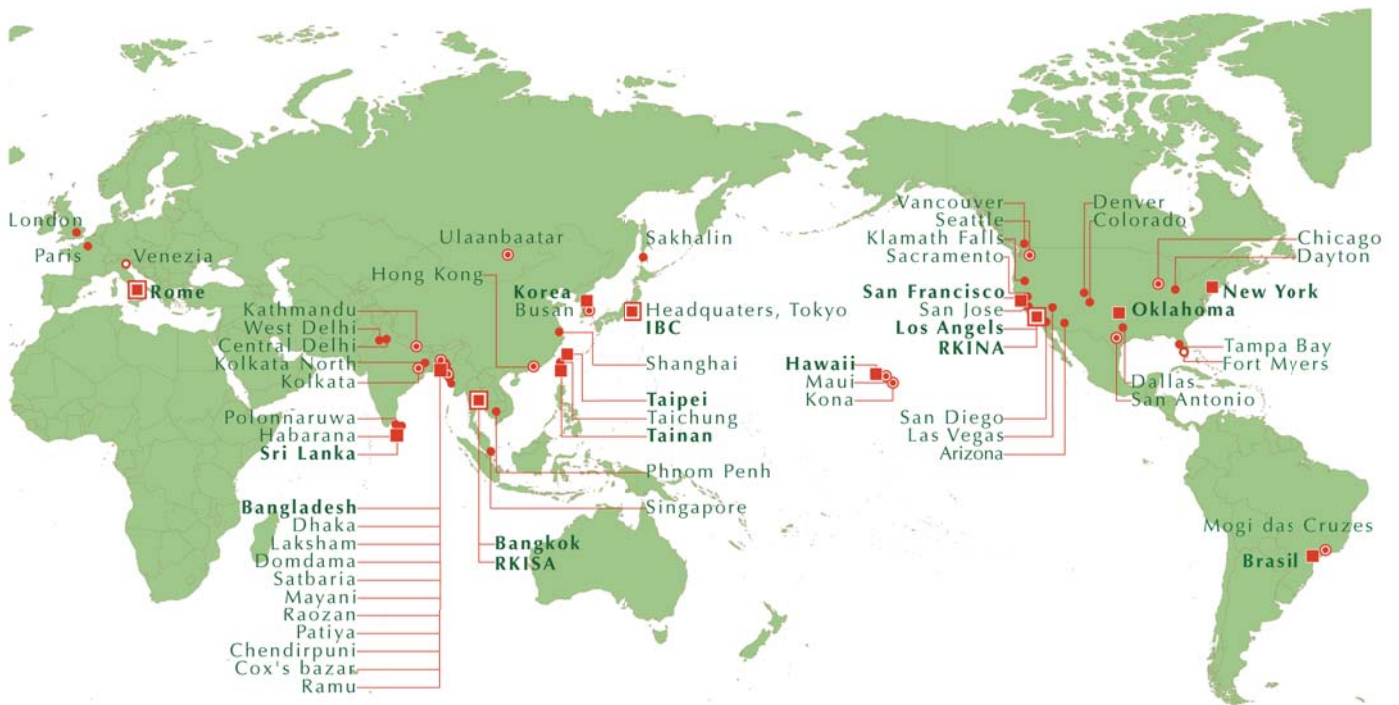 London
Paris
Venezia
Rome
Ulaanbaatar
Hong Kong
Sakhalin
Korea
Busan
Headquaters, Tokyo
IBC
Kathmandu
West Delhi
Central Delhi
Kolkata North
Kolkata
Shanghai
Polonnaruwa
Habarana
Sri Lanka
Taipei
Taichung
Tainan
Phnom Penh
Singapore
Bangladesh
Dhaka
Laksham
Domdama
Satbaria
Mayani
Raozan
Patiya
Chendirpuni
Cox's bazar
Ramu
Bangkok
RKISA
Vancouver
Seattle
Klamath Falls
Sacramento
San Francisco
San Jose
Los Angels
RKINA
Denver
Colorado
Chicago
Dayton
New York
Oklahoma
Hawaii
Maui
Kona
Tampa Bay
Fort Myers
Dallas
San Antonio
San Diego
Las Vegas
Arizona
Mogi das Cruzes
Brasil